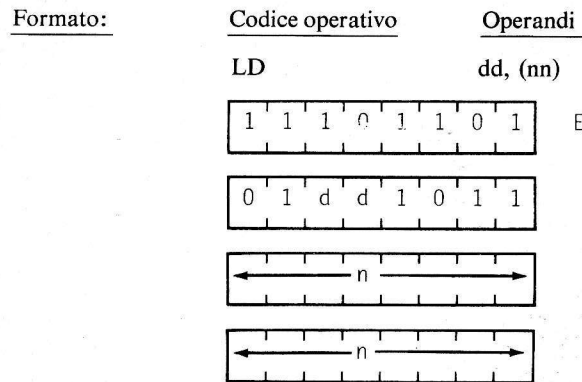 Formato: Codice operativo Operandi
LD dd, (nn)
1 1 1 0 1 1 0 1 E
0 1 d d 1 0 1 1
n
n